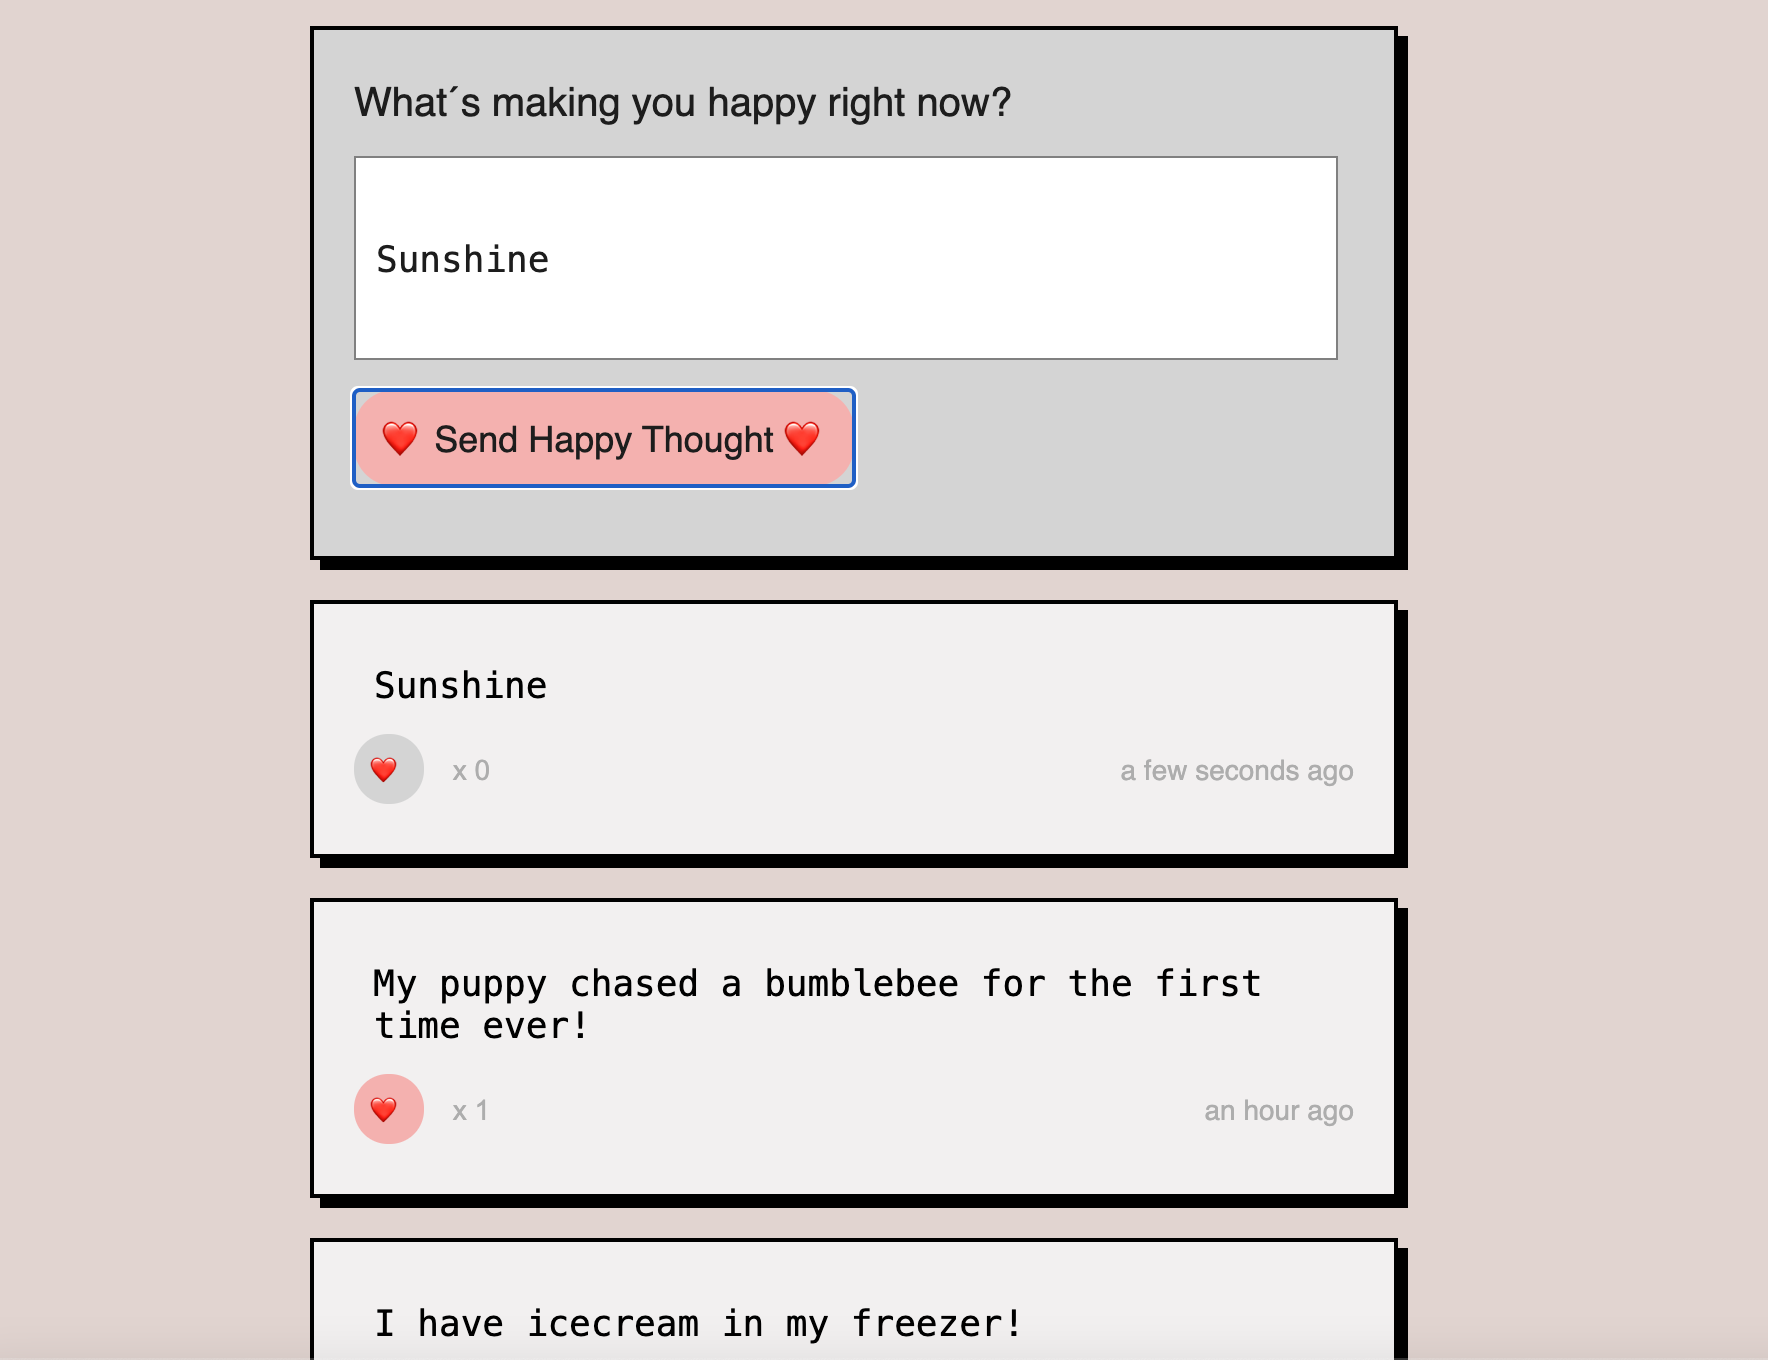 What´s making you happy right now?
Sunshine
❤️ Send Happy Thought ❤️
Sunshine
❤️ x 0 a few seconds ago
My puppy chased a bumblebee for the first
time ever!
❤️ x 1 an hour ago
I have icecream in my freezer!